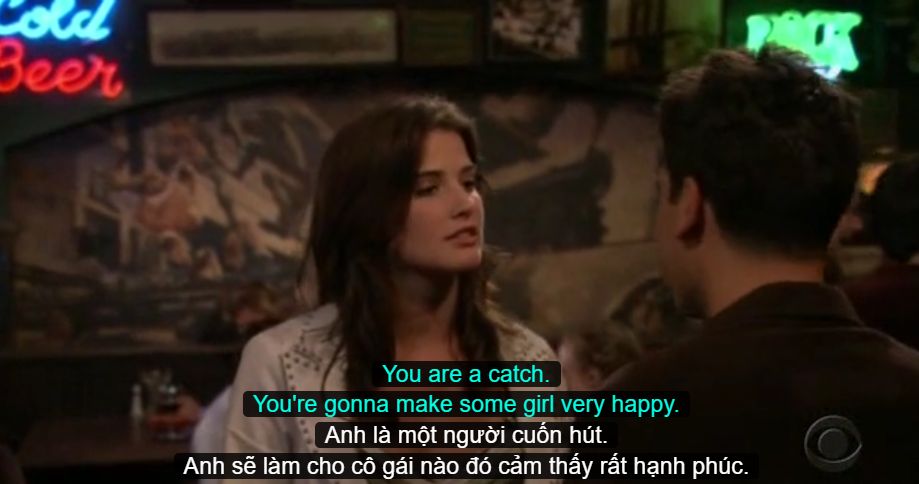 Cold
Beer
ROCK
You are a catch.
You're gonna make some girl very happy.
Anh là một người cuốn hút.
Anh sẽ làm cho cô gái nào đó cảm thấy rất hạnh phúc.